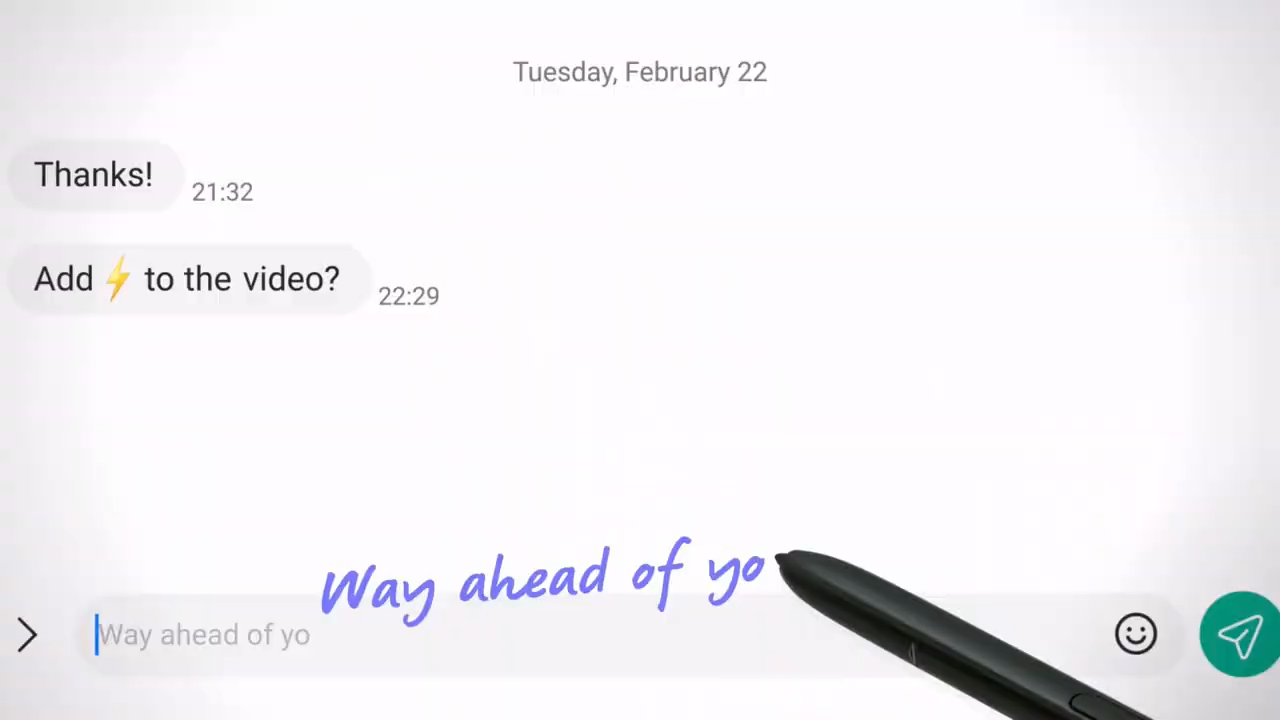 Tuesday, February 22
Thanks!
21:32
Add ⚡ to the video?
22:29
Way ahead of yo
Way ahead of yo